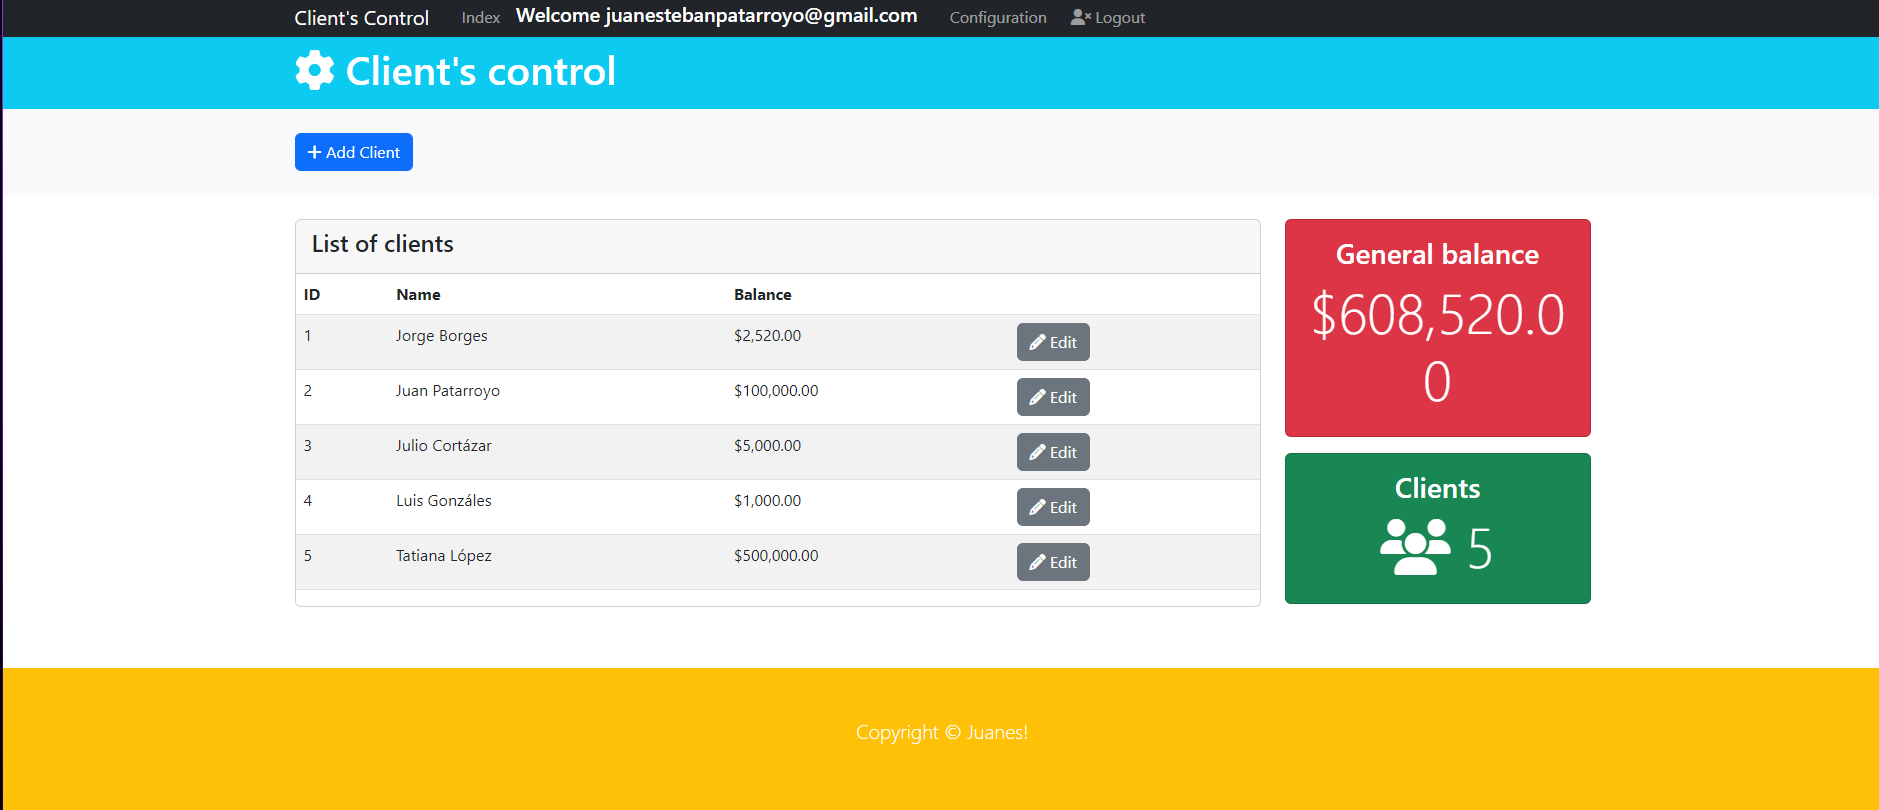 Client's Control Index Welcome juanestebanpatarroyo@gmail.com Configuration Logout
Client's control
Add Client
List of clients
ID Name Balance
1 Jorge Borges $2,520.00 Edit
2 Juan Patarroyo $100,000.00 Edit
3 Julio Cortázar $5,000.00 Edit
4 Luis Gonzáles $1,000.00 Edit
5 Tatiana López $500,000.00 Edit
General balance
$608,520.0
0
Clients
5
Copyright © Juanes!